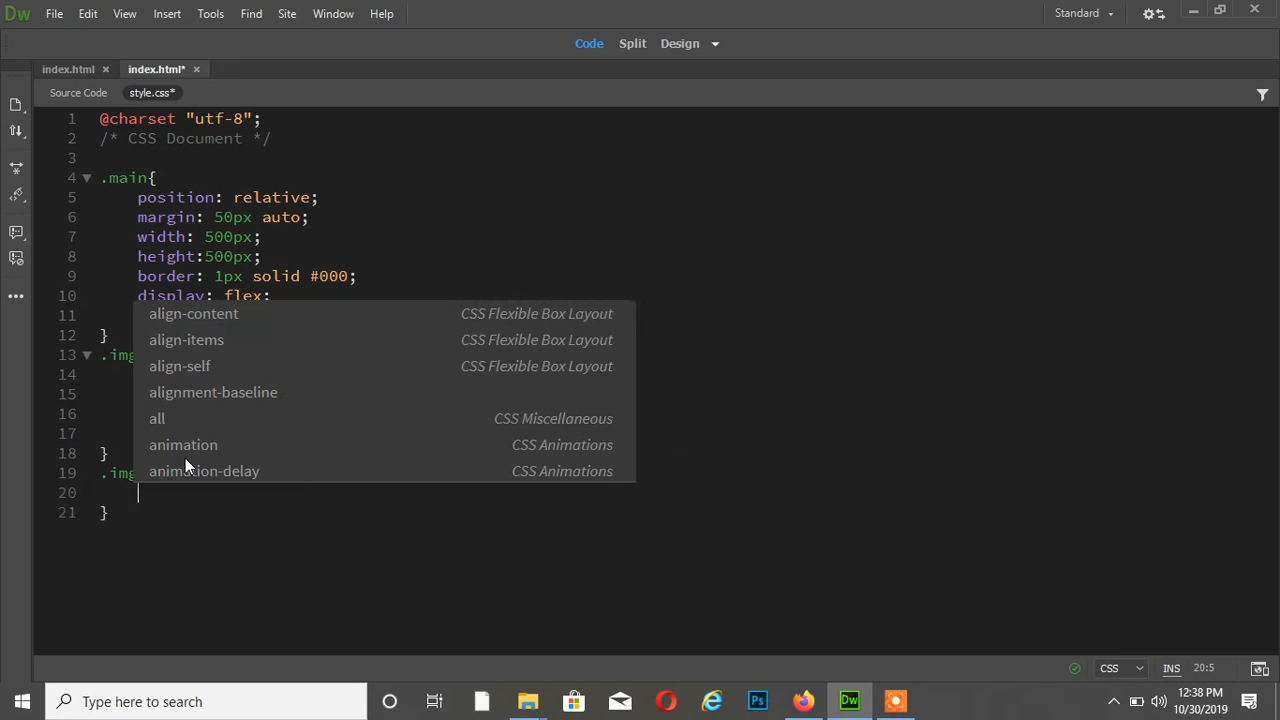 Dw File Edit View Insert Tools Find Site Window Help Standard
Code Split Design
index.html index.html*
Source Code style.css*
1 @charset "utf-8";
2 /* CSS Document */
3
4 .main{
5 position: relative;
6 margin: 50px auto;
7 width: 500px;
8 height:500px;
9 border: 1px solid #000;
10 display: flex;
11 align-content CSS Flexible Box Layout
12 } align-items CSS Flexible Box Layout
13 .img
14 align-self CSS Flexible Box Layout
15 alignment-baseline
16 all CSS Miscellaneous
17 animation CSS Animations
18 }
19 .img animation-delay CSS Animations
20
21 }
CSS INS 20:5
Type here to search Ps Dw 12:38 PM
10/30/2019